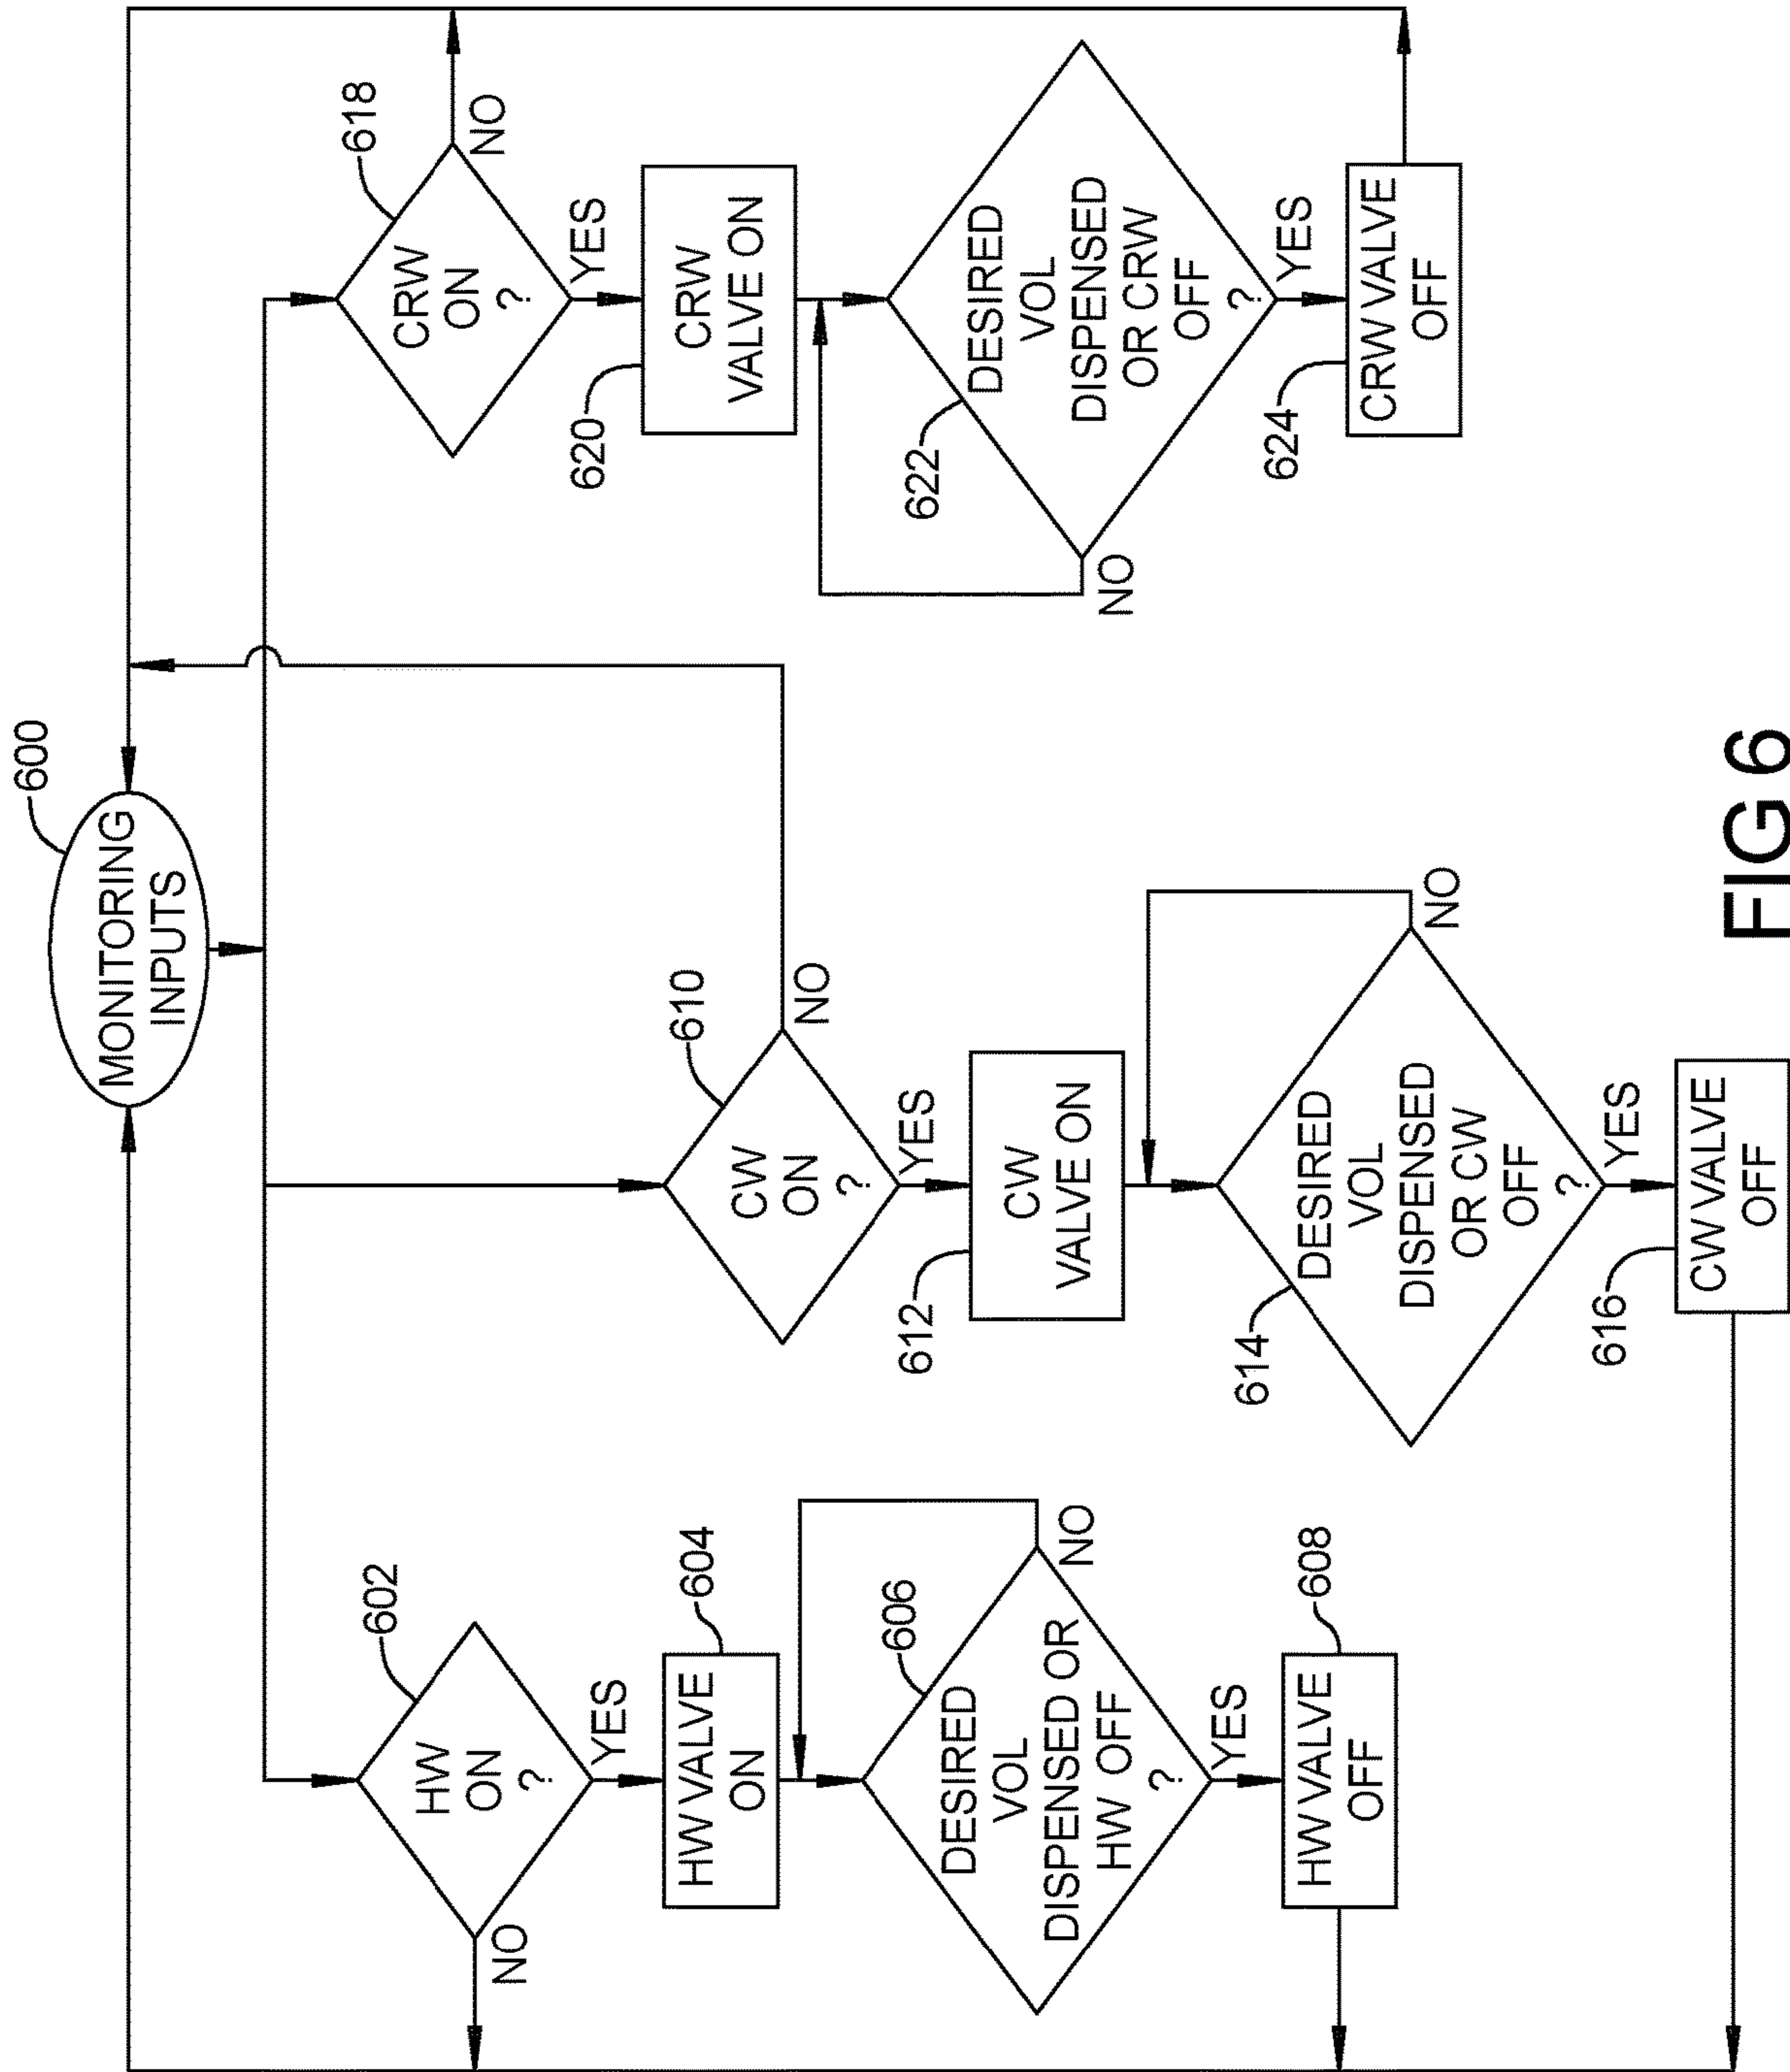 600
MONITORING
INPUTS
602
HW
ON
?
NO
YES
604
HW VALVE
ON
606
DESIRED
VOL
DISPENSED OR
HW OFF
?
NO
YES
608
HW VALVE
OFF
610
CW
ON
?
NO
YES
612
CW
VALVE ON
614
DESIRED
VOL
DISPENSED
OR CW
OFF
?
NO
YES
616
CW VALVE
OFF
618
CRW
ON
?
NO
YES
620
CRW
VALVE ON
622
DESIRED
VOL
DISPENSED
OR CRW
OFF
?
NO
YES
624
CRW VALVE
OFF
FIG 6